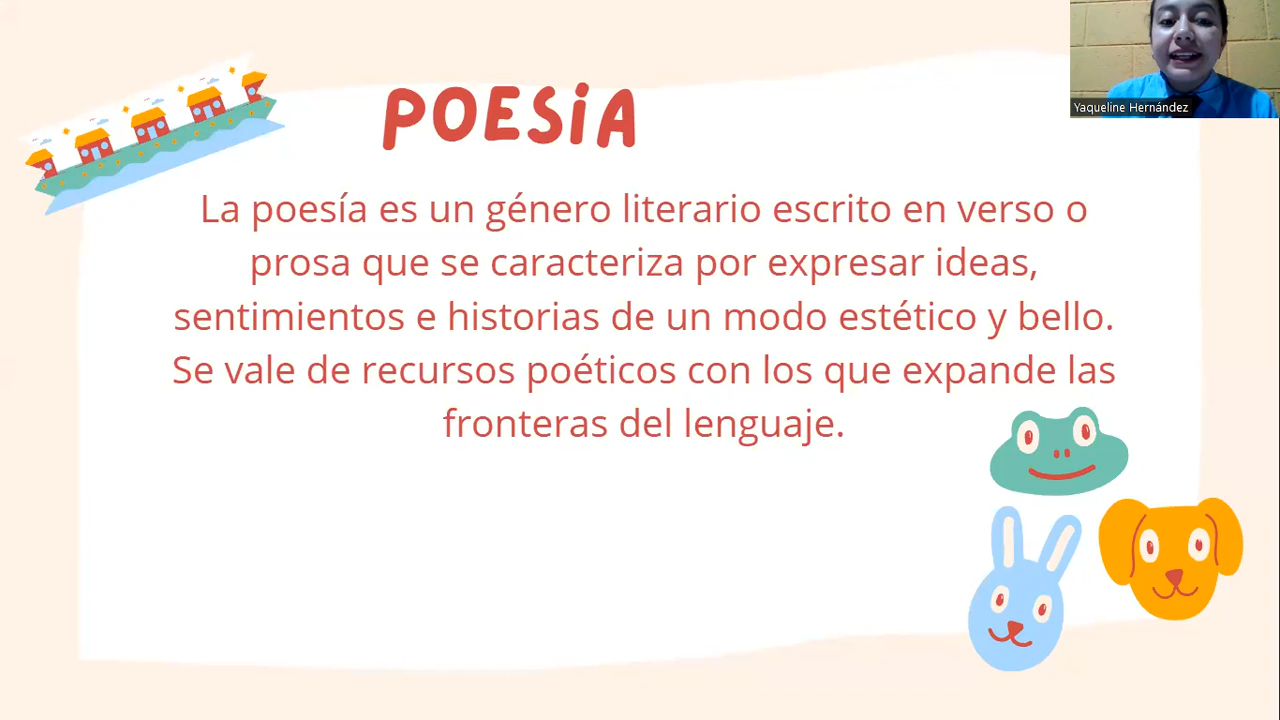 POESíA
La poesía es un género literario escrito en verso o
prosa que se caracteriza por expresar ideas,
sentimientos e historias de un modo estético y bello.
Se vale de recursos poéticos con los que expande las
fronteras del lenguaje.
Yaqueline Hernández